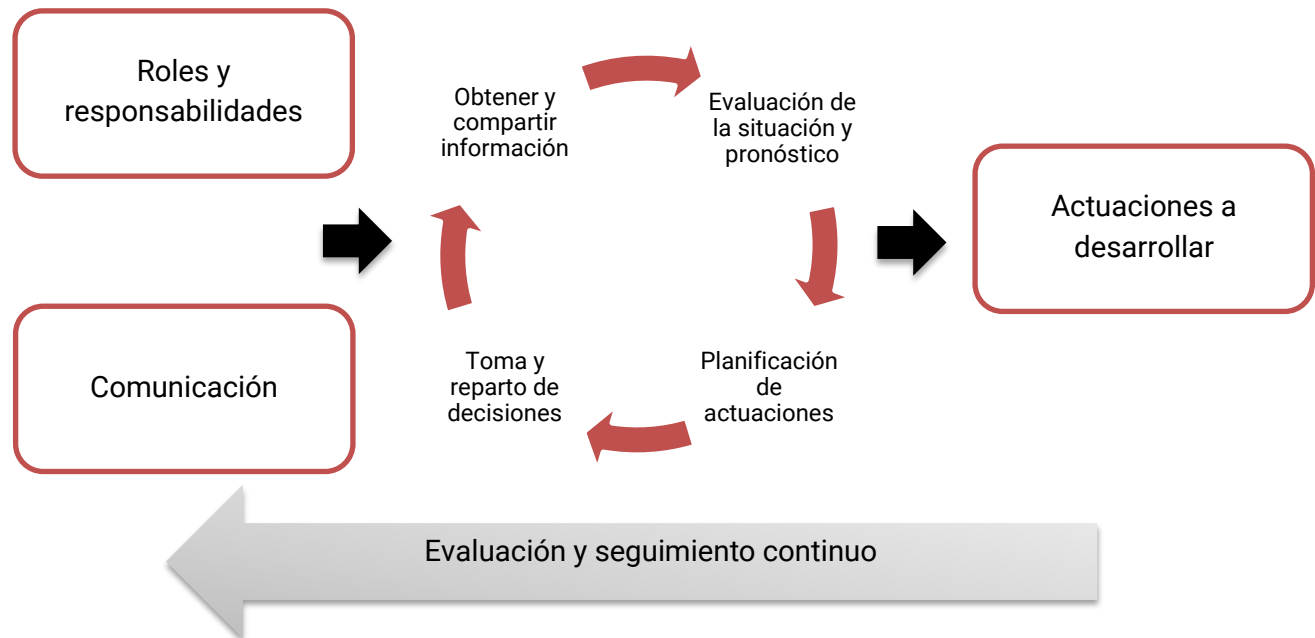 Roles y
responsabilidades
Obtener y
compartir
información
Evaluación de
la situación y
pronóstico
Actuaciones a
desarrollar
Comunicación
Toma y
reparto de
decisiones
Planificación
de
actuaciones
Evaluación y seguimiento continuo